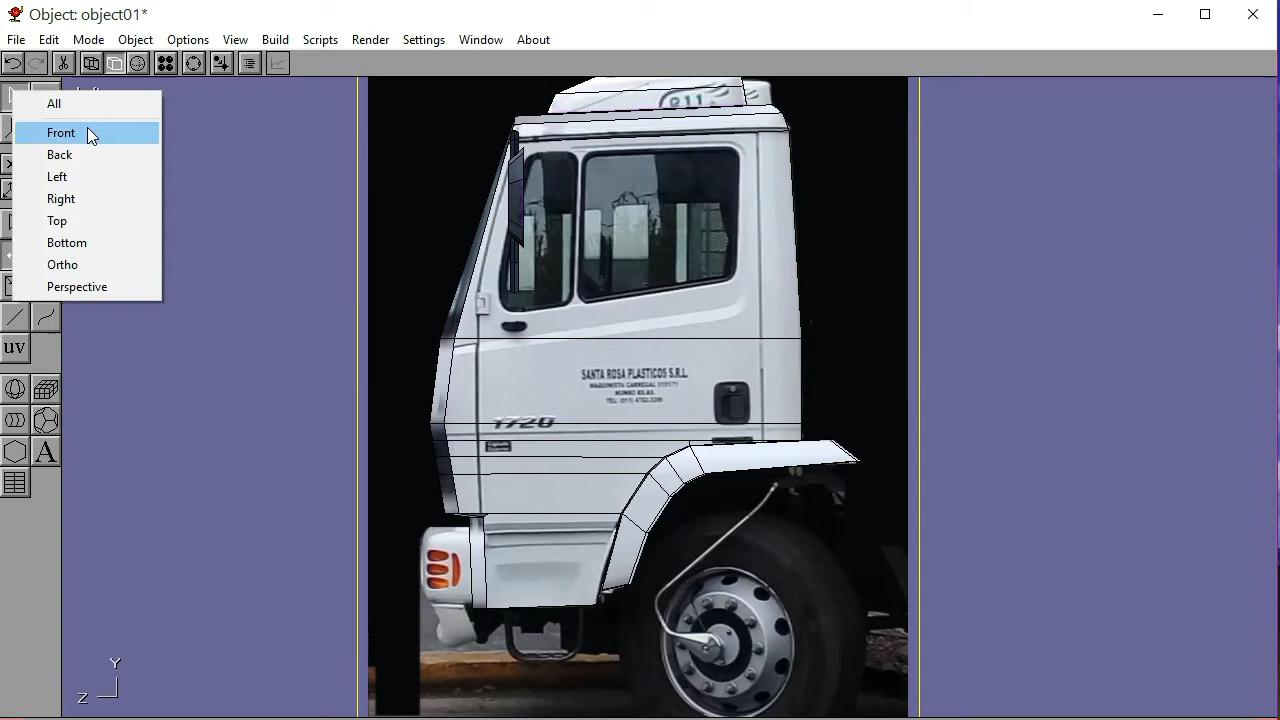 Object: object01*
File Edit Mode Object Options View Build Scripts Render Settings Window About
All
Front
Back
Left
Right
Top
Bottom
Ortho
Perspective
uv
A
SANTA ROSA PLASTICOS S.R.L.
1720
Y
Z